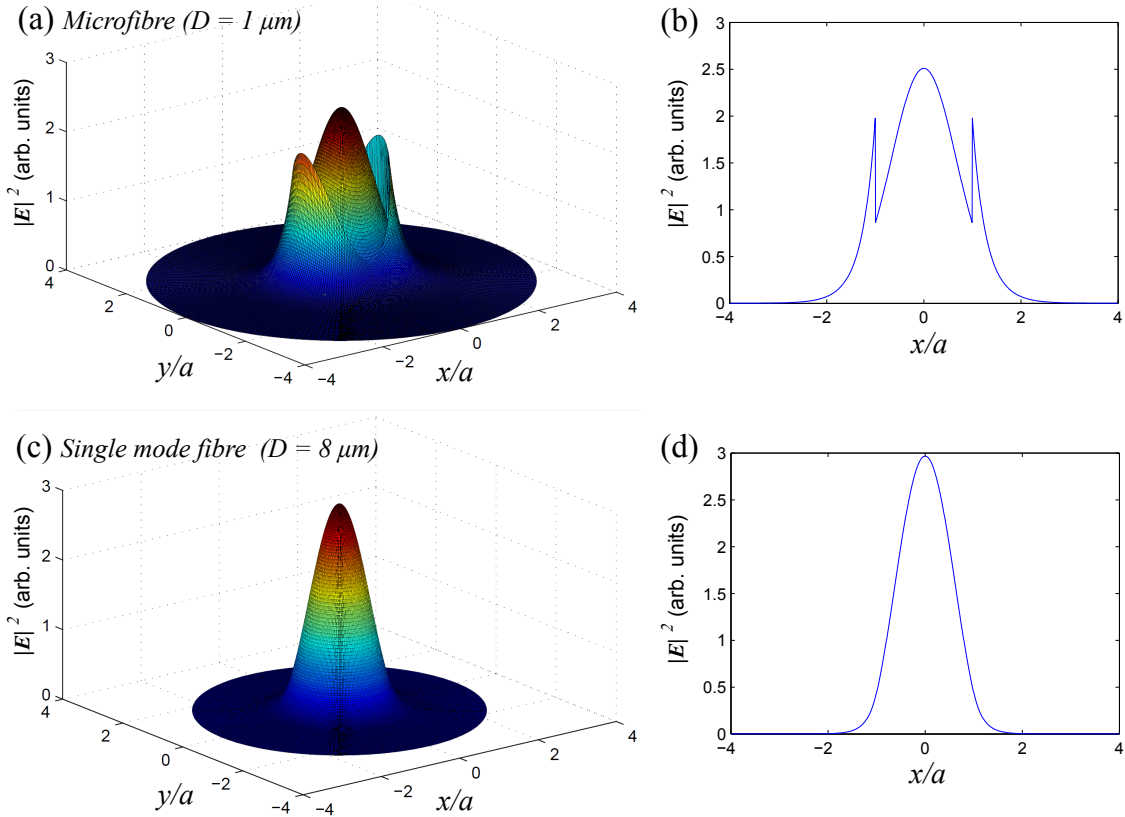 (a) Microfibre (D = 1 μm)
|E| ² (arb. units)
3
2
1
0
4
2
0
−2
−4
y/a
−4
−2
0
2
4
x/a
(b)
|E| ² (arb. units)
3
2.5
2
1.5
1
0.5
0
−4 −2 0 2 4
x/a
(c) Single mode fibre (D = 8 μm)
|E| ² (arb. units)
3
2
1
0
4
2
0
−2
−4
y/a
−4
−2
0
2
4
x/a
(d)
|E| ² (arb. units)
3
2.5
2
1.5
1
0.5
0
−4 −2 0 2 4
x/a